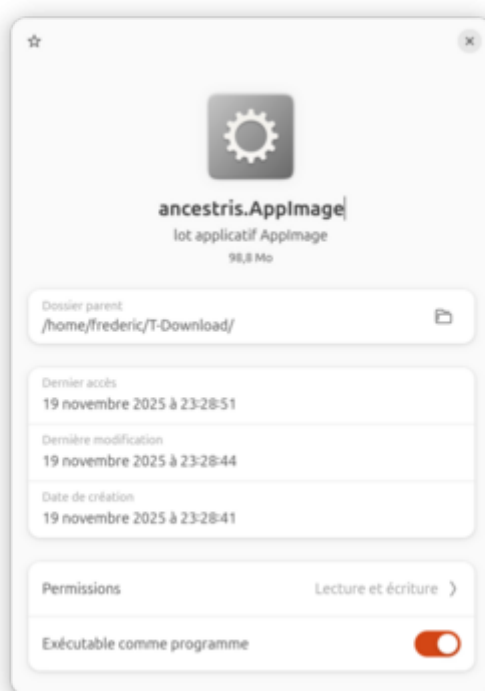 ancestris.AppImage
lot applicatif AppImage
98,8 Mo
Dossier parent
/home/frederic/T-Download/
Dernier accès
19 novembre 2025 à 23:28:51
Dernière modification
19 novembre 2025 à 23:28:44
Date de création
19 novembre 2025 à 23:28:41
Permissions
Lecture et écriture
Exécutable comme programme